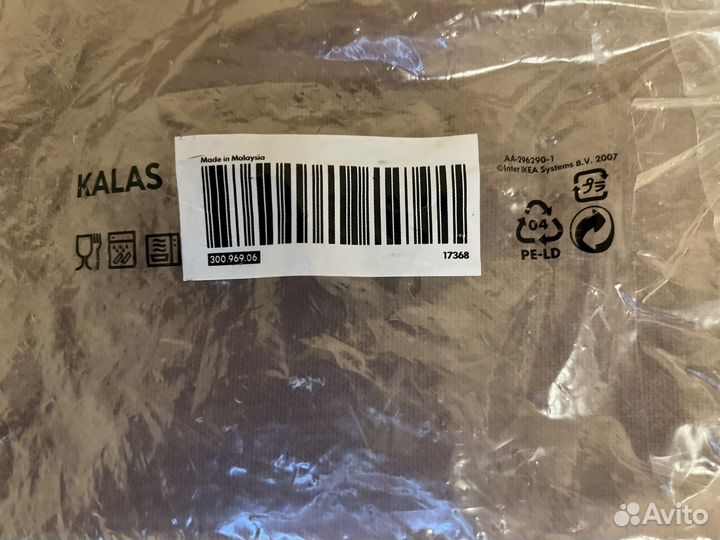 Made in Malaysia
KALAS
300.969.06
17368
AA-296290-1
©Inter IKEA Systems B.V. 2007
04
PE-LD
Avito